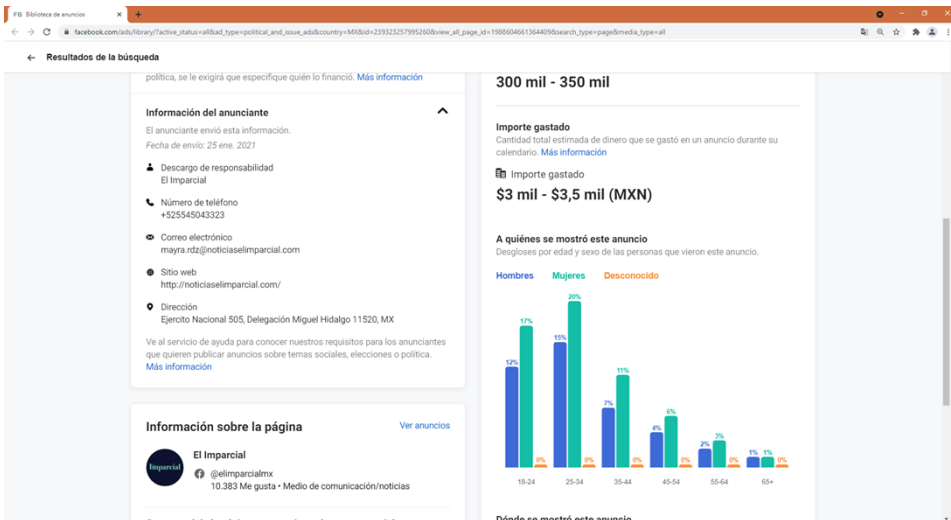 FB Biblioteca de anuncios
facebook.com/ads/library/?active_status=all&ad_type=political_and_issue_ads&country=MX&id=239323257995260&view_all_page_id=1988604661364409&search_type=page&media_type=all
Resultados de la búsqueda
política, se le exigirá que especifique quién lo financió. Más información
Información del anunciante
El anunciante envió esta información.
Fecha de envío: 25 ene. 2021
Descargo de responsabilidad
El Imparcial
Número de teléfono
+525545043323
Correo electrónico
mayra.rdz@noticiaselimparcial.com
Sitio web
http://noticiaselimparcial.com/
Dirección
Ejercito Nacional 505, Delegación Miguel Hidalgo 11520, MX
Ve al servicio de ayuda para conocer nuestros requisitos para los anunciantes
que quieren publicar anuncios sobre temas sociales, elecciones o política.
Más información
Información sobre la página
Ver anuncios
Imparcial
El Imparcial
@elimparcialmx
10.383 Me gusta • Medio de comunicación/noticias
300 mil - 350 mil
Importe gastado
Cantidad total estimada de dinero que se gastó en un anuncio durante su
calendario. Más información
Importe gastado
$3 mil - $3,5 mil (MXN)
A quiénes se mostró este anuncio
Desgloses por edad y sexo de las personas que vieron este anuncio.
Hombres Mujeres Desconocido
12% 17% 0%
15% 20% 0%
7% 11% 0%
4% 6% 0%
2% 3% 0%
1% 1% 0%
18-24 25-34 35-44 45-54 55-64 65+
Dónde se mostró este anuncio